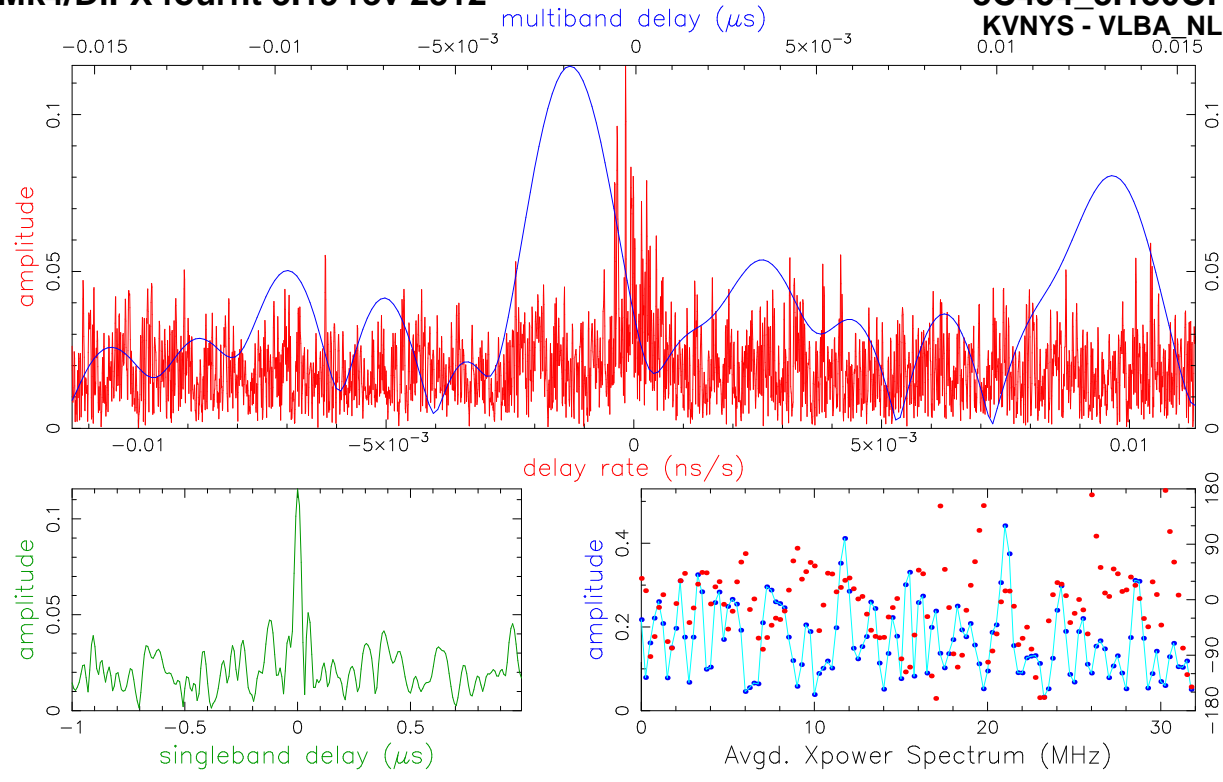 multiband delay (μs)
KVNYS - VLBA_NL
−0.015 −0.01 −5×10⁻³ 0 5×10⁻³ 0.01 0.015
amplitude
0 0.05 0.1
0 0.05 0.1
−0.01 −5×10⁻³ 0 5×10⁻³ 0.01
delay rate (ns/s)
amplitude
0 0.05 0.1
−1 −0.5 0 0.5
singleband delay (μs)
amplitude
0 0.2 0.4
−180 −90 0 90 180
0 10 20 30
Avgd. Xpower Spectrum (MHz)